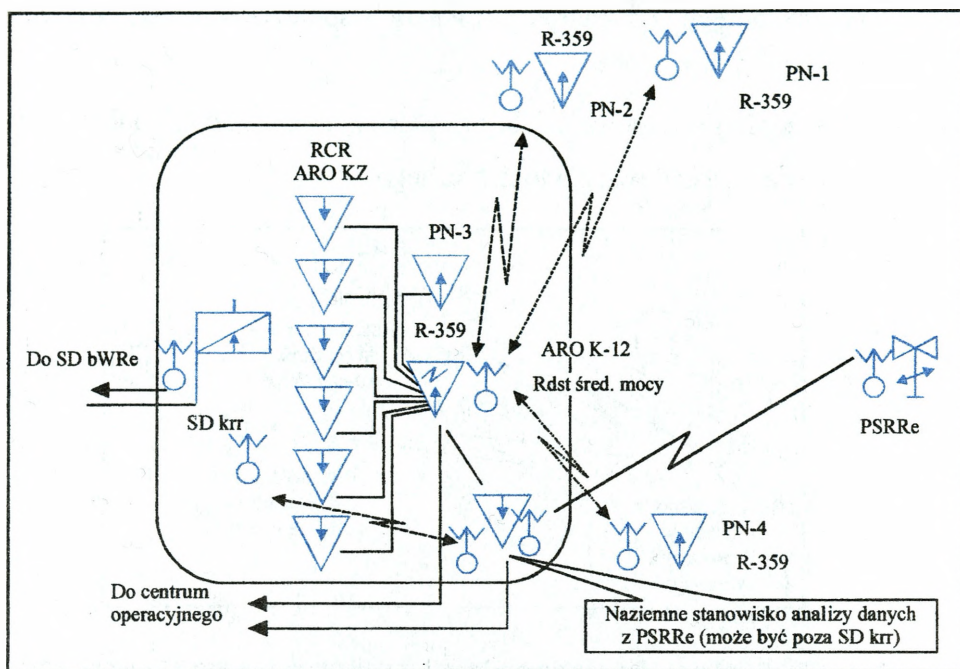 R-359
PN-1
PN-2
R-359
RCR
ARO KZ
PN-3
R-359
ARO K-12
Do SD bWRe
Rdst śred. mocy
SD krr
PSRRe
PN-4
R-359
Do centrum
operacyjnego
Naziemne stanowisko analizy danych
z PSRRe (może być poza SD krr)